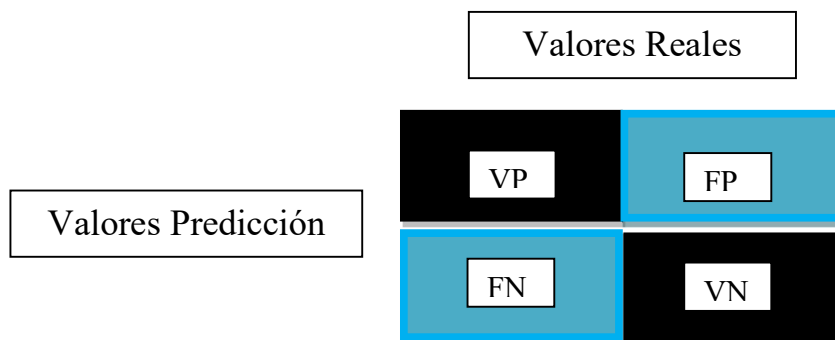 Valores Reales
VP
FP
Valores Predicción
FN
VN